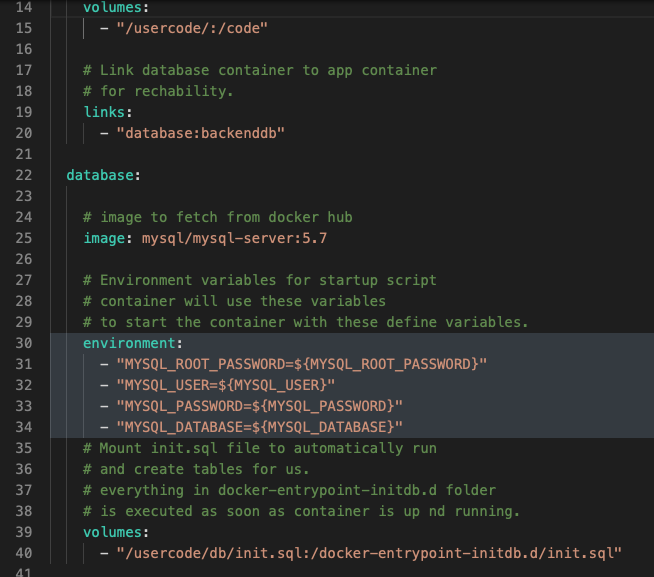 14 volumes:
15 - "/usercode/:/code"
16
17 # Link database container to app container
18 # for rechability.
19 links:
20 - "database:backenddb"
21
22 database:
23
24 # image to fetch from docker hub
25 image: mysql/mysql-server:5.7
26
27 # Environment variables for startup script
28 # container will use these variables
29 # to start the container with these define variables.
30 environment:
31 - "MYSQL_ROOT_PASSWORD=${MYSQL_ROOT_PASSWORD}"
32 - "MYSQL_USER=${MYSQL_USER}"
33 - "MYSQL_PASSWORD=${MYSQL_PASSWORD}"
34 - "MYSQL_DATABASE=${MYSQL_DATABASE}"
35 # Mount init.sql file to automatically run
36 # and create tables for us.
37 # everything in docker-entrypoint-initdb.d folder
38 # is executed as soon as container is up nd running.
39 volumes:
40 - "/usercode/db/init.sql:/docker-entrypoint-initdb.d/init.sql"
41